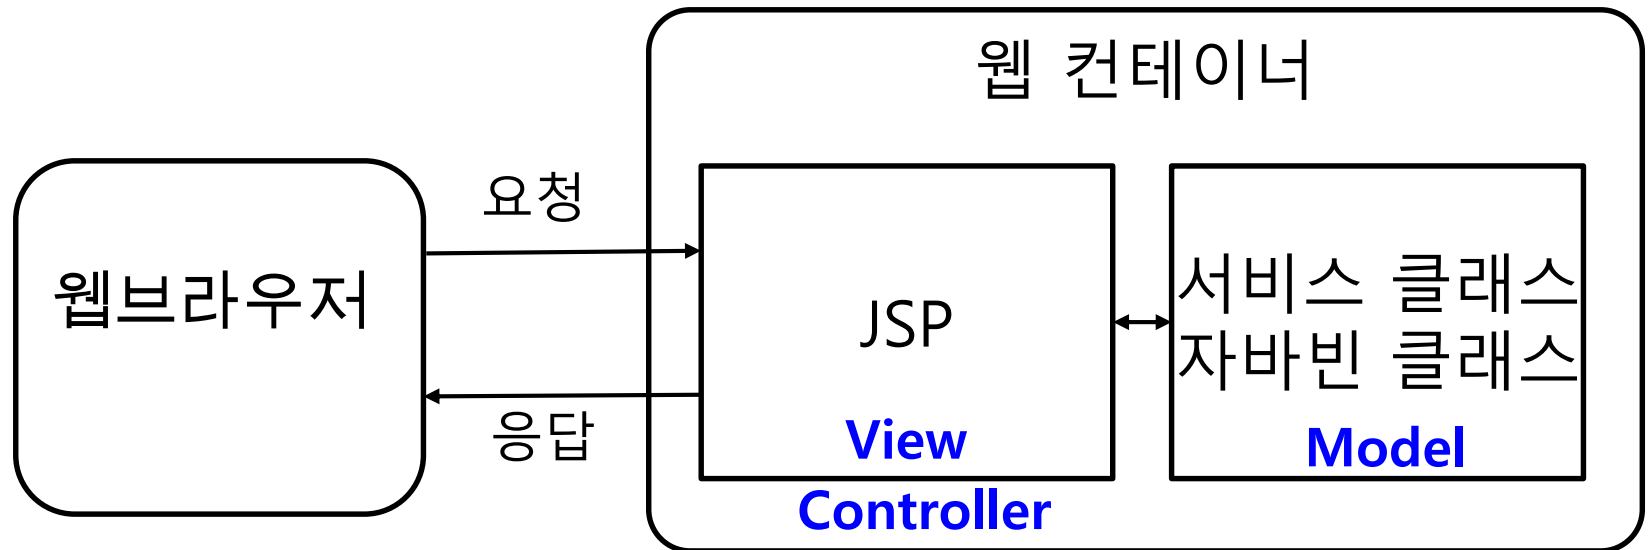 웹 컨테이너
요청
웹브라우저
응답
JSP
View
Controller
서비스 클래스
자바빈 클래스
Model